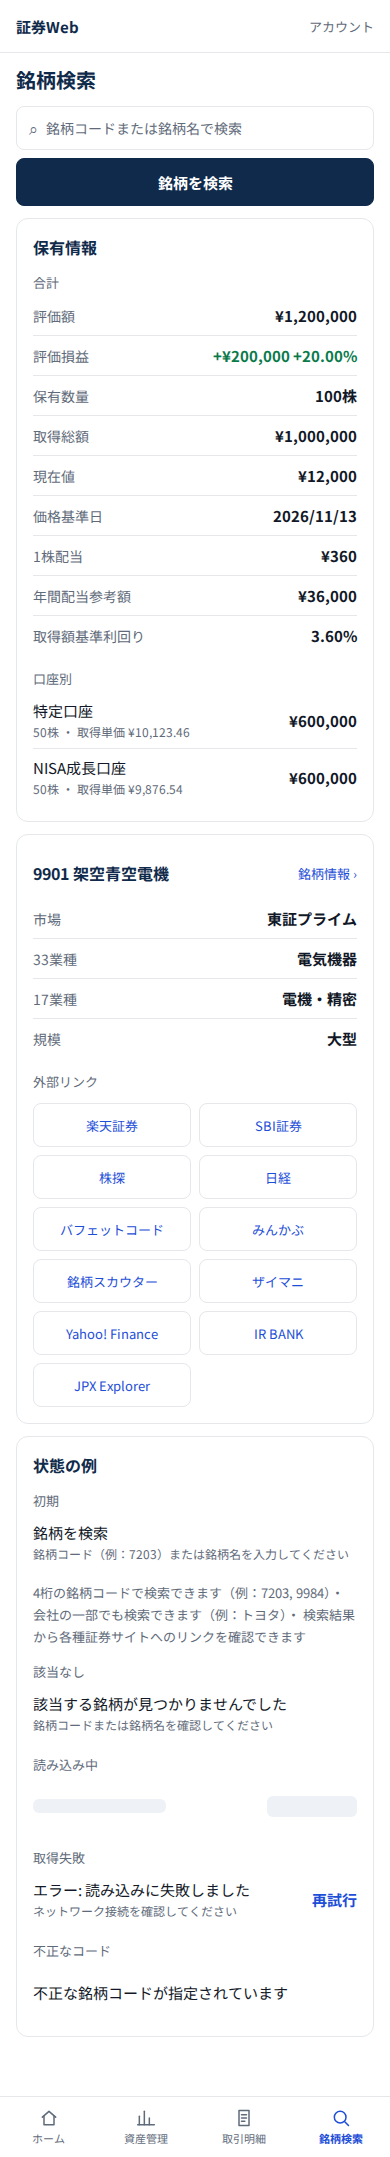 証券Web アカウント
銘柄検索
銘柄コードまたは銘柄名で検索
銘柄を検索
保有情報
合計
評価額 ¥1,200,000
評価損益 +¥200,000 +20.00%
保有数量 100株
取得総額 ¥1,000,000
現在値 ¥12,000
価格基準日 2026/11/13
1株配当 ¥360
年間配当参考額 ¥36,000
取得額基準利回り 3.60%
口座別
特定口座 ¥600,000
50株 ・ 取得単価 ¥10,123.46
NISA成長口座 ¥600,000
50株 ・ 取得単価 ¥9,876.54
9901 架空青空電機 銘柄情報 ›
市場 東証プライム
33業種 電気機器
17業種 電機・精密
規模 大型
外部リンク
楽天証券 SBI証券
株探 日経
バフェットコード みんかぶ
銘柄スカウター ザイマニ
Yahoo! Finance IR BANK
JPX Explorer
状態の例
初期
銘柄を検索
銘柄コード（例：7203）または銘柄名を入力してください
4桁の銘柄コードで検索できます（例：7203, 9984）・
会社の一部でも検索できます（例：トヨタ）・ 検索結果
から各種証券サイトへのリンクを確認できます
該当なし
該当する銘柄が見つかりませんでした
銘柄コードまたは銘柄名を確認してください
読み込み中
取得失敗
エラー: 読み込みに失敗しました 再試行
ネットワーク接続を確認してください
不正なコード
不正な銘柄コードが指定されています
ホーム 資産管理 取引明細 銘柄検索